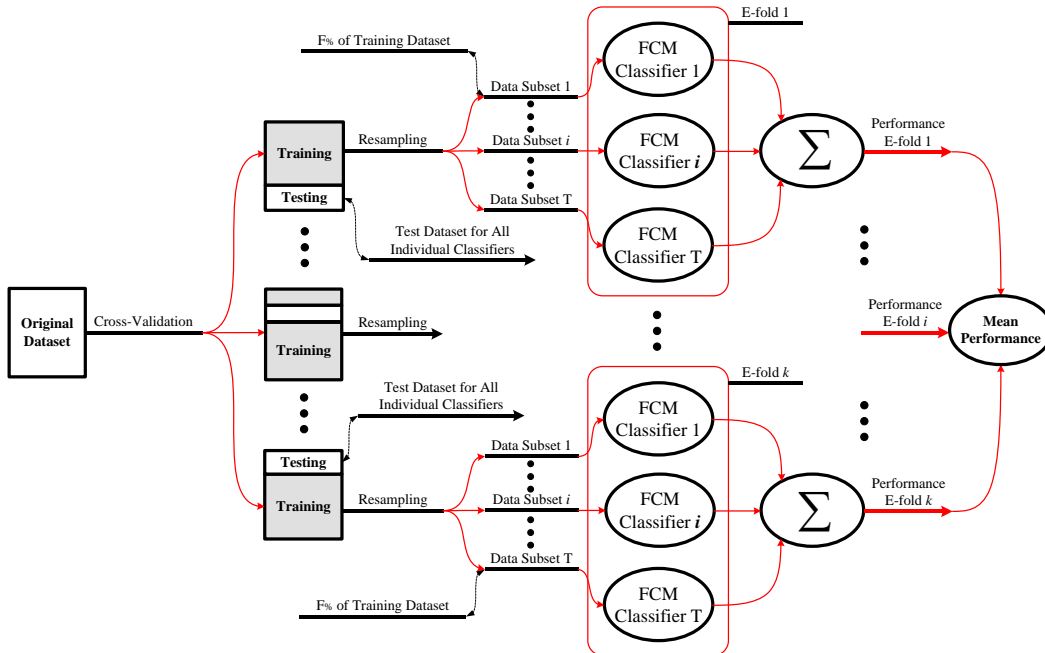 E-fold 1
F% of Training Dataset
FCM
Classifier 1
Data Subset 1
Performance
E-fold 1
Training
Resampling
Data Subset i
FCM
Classifier i
∑
Testing
Data Subset T
FCM
Classifier T
Test Dataset for All
Individual Classifiers
Original
Dataset
Cross-Validation
Resampling
Training
Performance
E-fold i
Mean
Performance
Test Dataset for All
Individual Classifiers
E-fold k
FCM
Classifier 1
Data Subset 1
Testing
Training
Resampling
Data Subset i
FCM
Classifier i
∑
Performance
E-fold k
Data Subset T
FCM
Classifier T
F% of Training Dataset